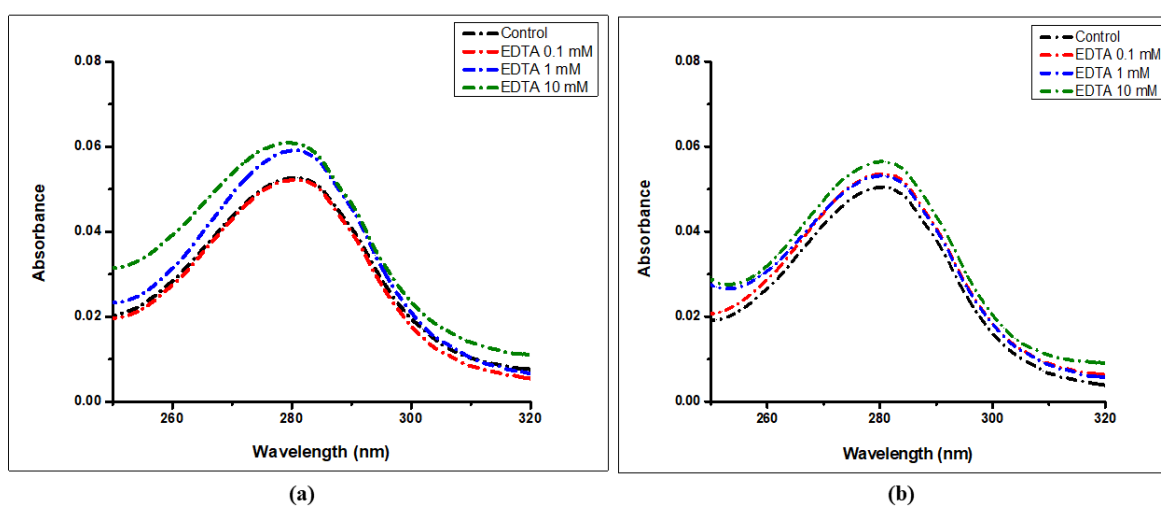 Control
EDTA 0.1 mM
EDTA 1 mM
EDTA 10 mM
0.08
0.06
0.04
0.02
0.00
Absorbance
260
280
300
320
Wavelength (nm)
(a)
Control
EDTA 0.1 mM
EDTA 1 mM
EDTA 10 mM
0.08
0.06
0.04
0.02
0.00
Absorbance
260
280
300
320
Wavelength (nm)
(b)